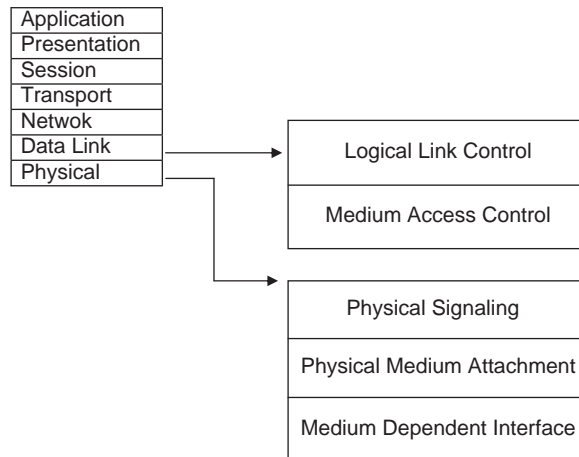 Application
Presentation
Session
Transport
Netwok
Data Link
Physical
Logical Link Control
Medium Access Control
Physical Signaling
Physical Medium Attachment
Medium Dependent Interface